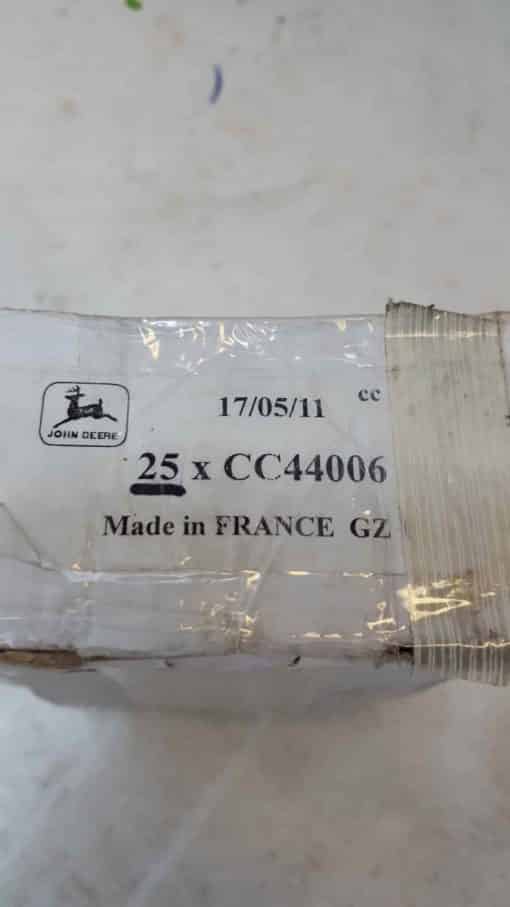 17/05/11 cc
JOHN DEERE
25 x CC44006
Made in FRANCE GZ